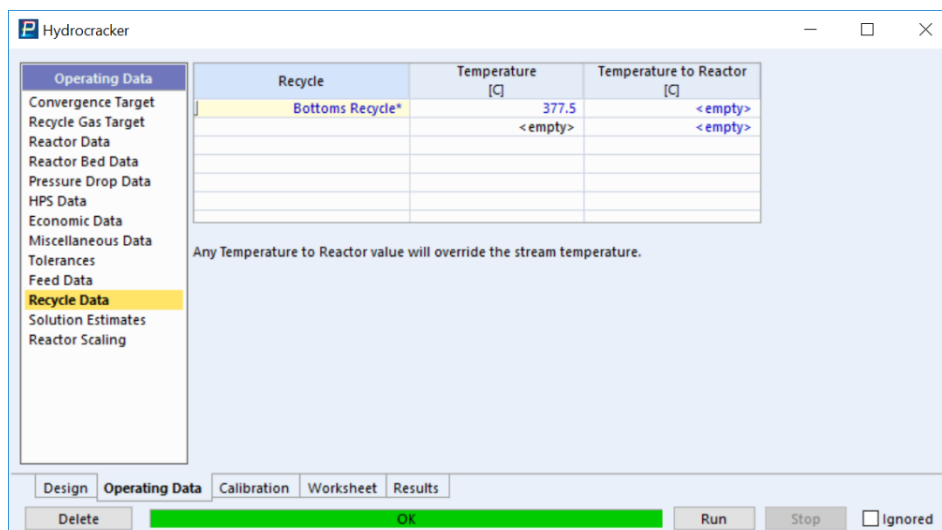 Hydrocracker
Operating Data
Convergence Target
Recycle Gas Target
Reactor Data
Reactor Bed Data
Pressure Drop Data
HPS Data
Economic Data
Miscellaneous Data
Tolerances
Feed Data
Recycle Data
Solution Estimates
Reactor Scaling
Recycle Temperature [C] Temperature to Reactor [C]
Bottoms Recycle* 377.5 <empty>
<empty> <empty>
Any Temperature to Reactor value will override the stream temperature.
Design Operating Data Calibration Worksheet Results
Delete OK Run Stop Ignored